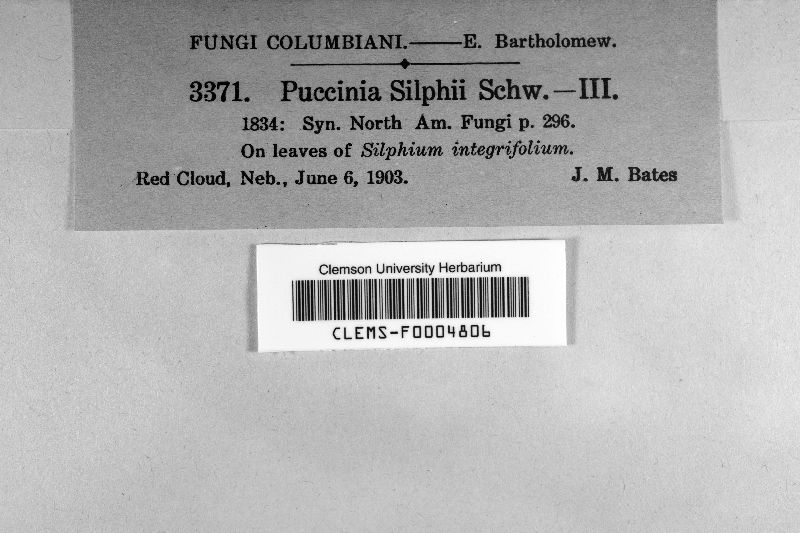 FUNGI COLUMBIANI.——E. Bartholomew.
3371. Puccinia Silphii Schw.—III.
1834: Syn. North Am. Fungi p. 296.
On leaves of Silphium integrifolium.
Red Cloud, Neb., June 6, 1903. J. M. Bates
Clemson University Herbarium
CLEMS-F0004806